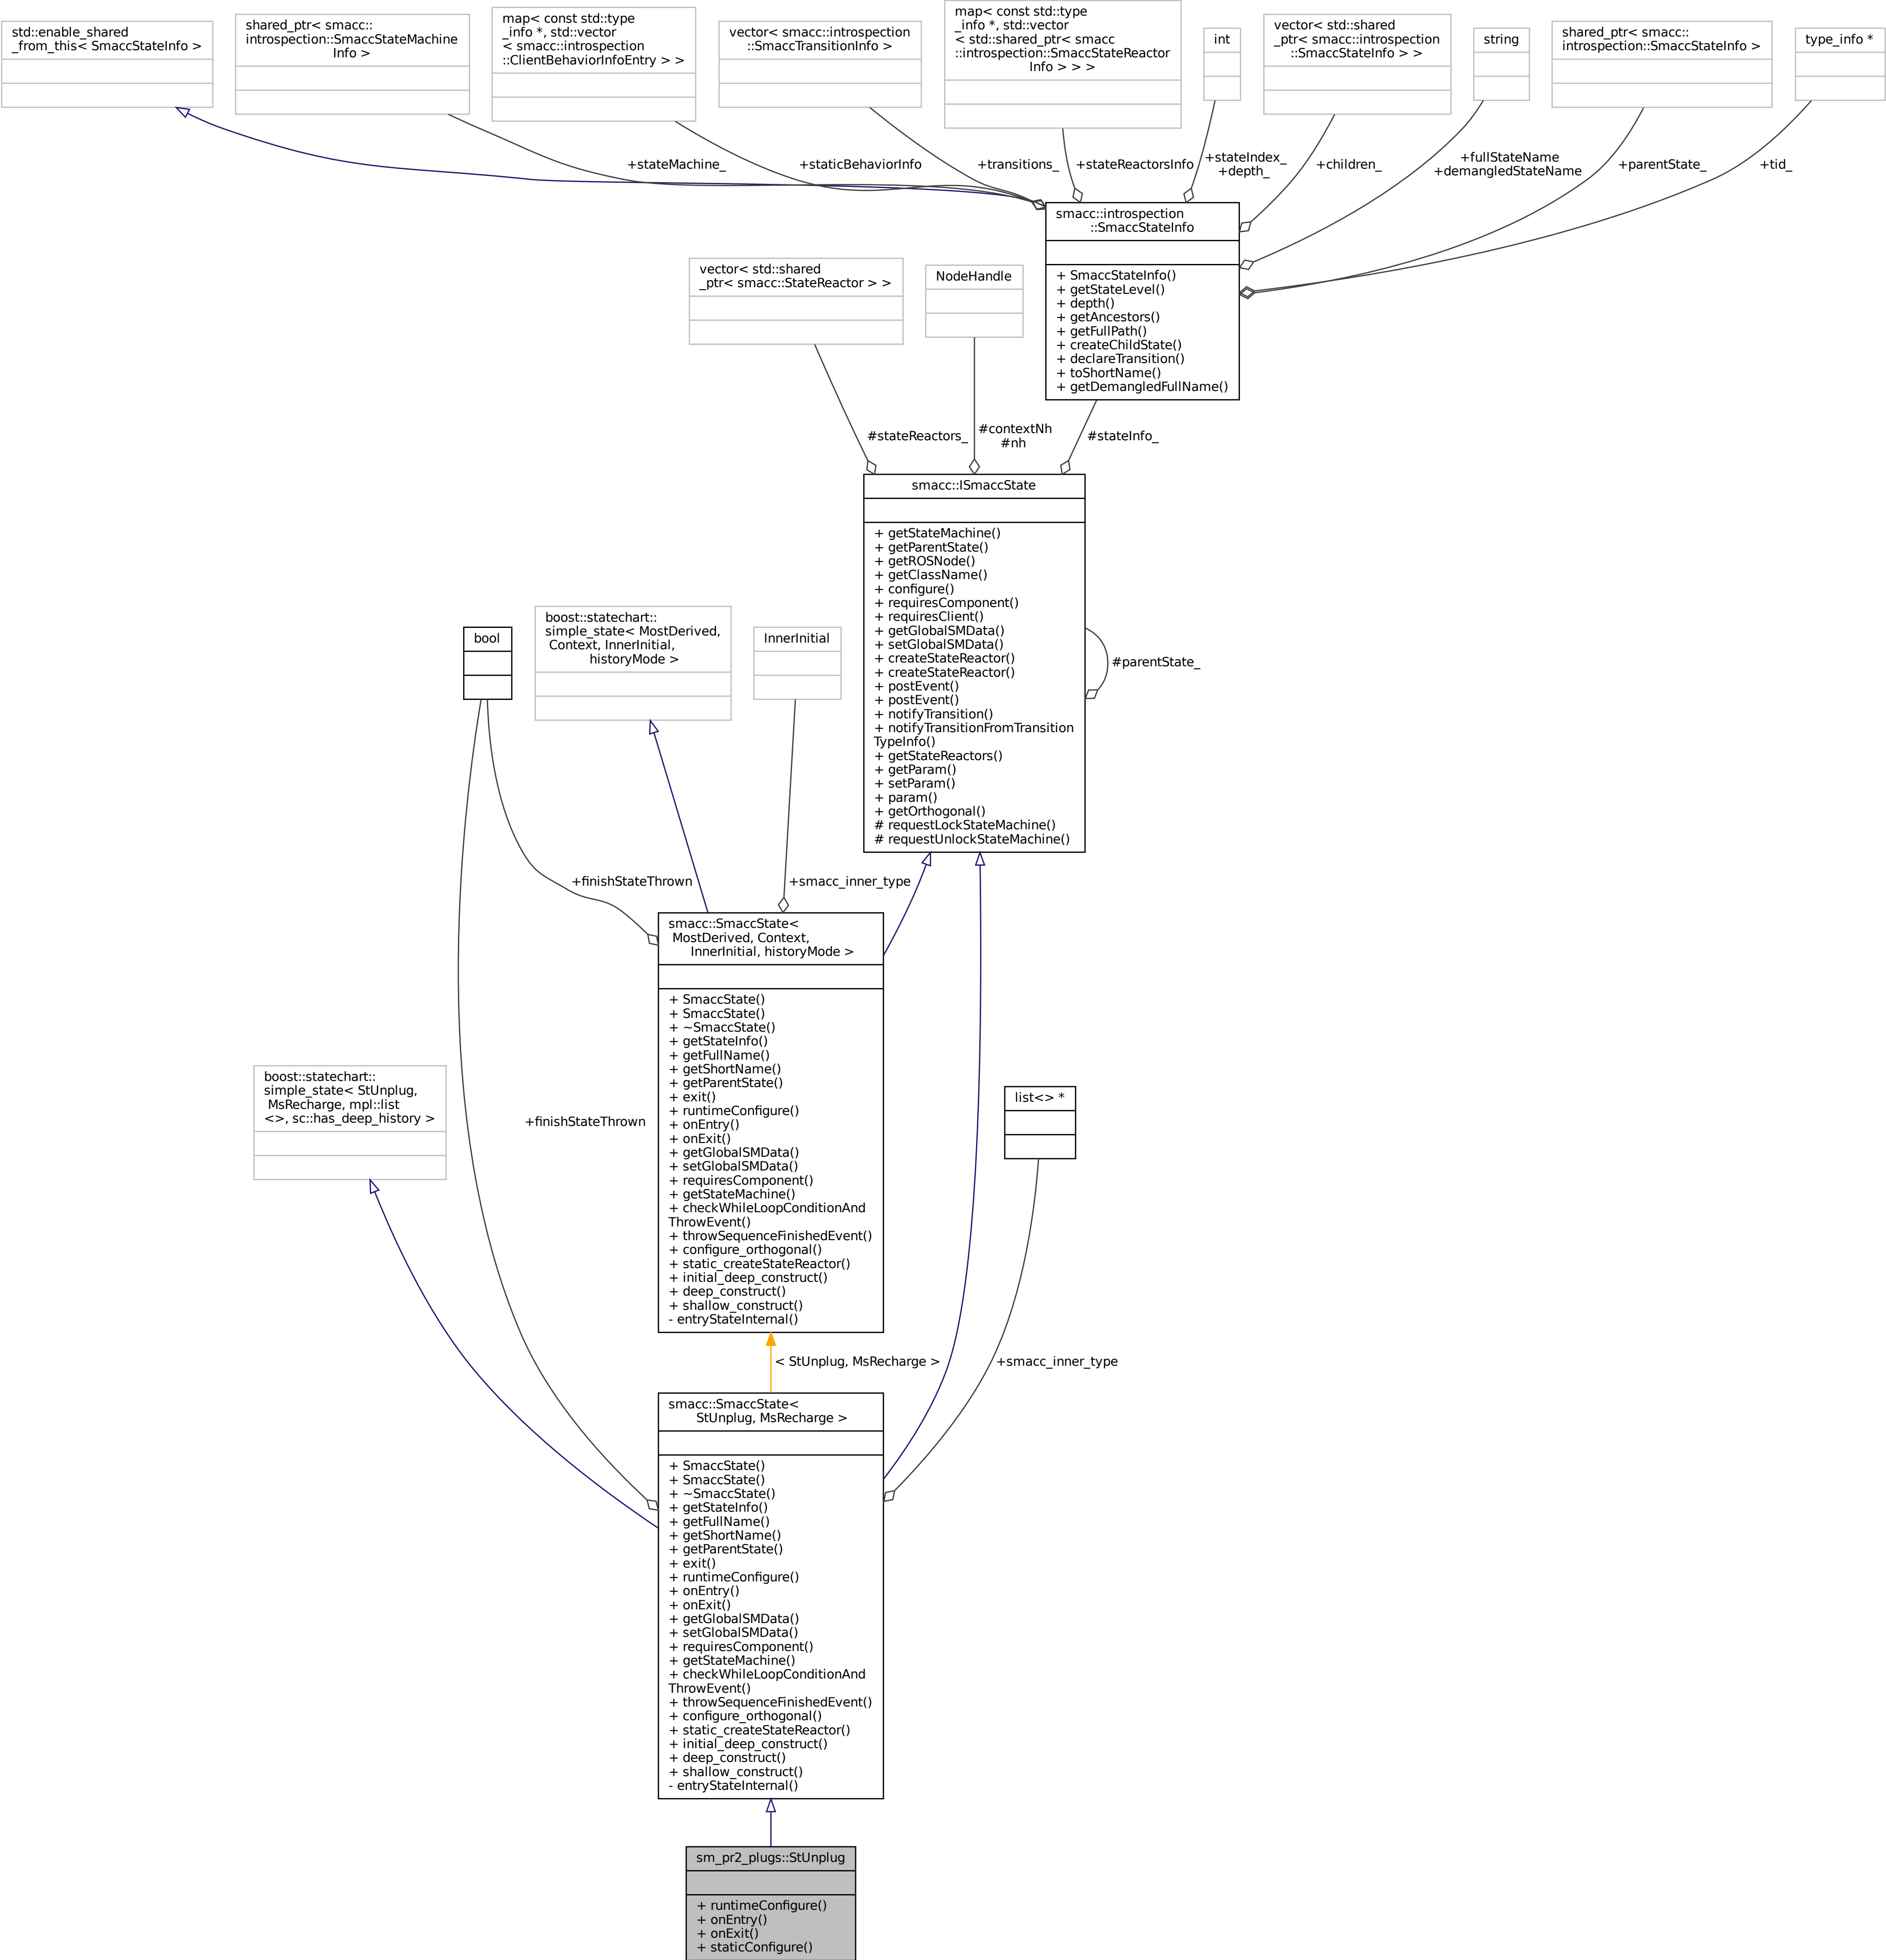 std::enable_shared
_from_this< SmaccStateInfo >
shared_ptr< smacc::
introspection::SmaccStateMachine
Info >
map< const std::type
_info *, std::vector
< smacc::introspection
::ClientBehaviorInfoEntry > >
vector< smacc::introspection
::SmaccTransitionInfo >
map< const std::type
_info *, std::vector
< std::shared_ptr< smacc
::introspection::SmaccStateReactor
Info > > >
int
vector< std::shared
_ptr< smacc::introspection
::SmaccStateInfo > >
string
shared_ptr< smacc::
introspection::SmaccStateInfo >
type_info *
+stateMachine_
+staticBehaviorInfo
+transitions_
+stateReactorsInfo
+stateIndex_
+depth_
+children_
+fullStateName
+demangledStateName
+parentState_
+tid_
smacc::introspection
::SmaccStateInfo
+ SmaccStateInfo()
+ getStateLevel()
+ depth()
+ getAncestors()
+ getFullPath()
+ createChildState()
+ declareTransition()
+ toShortName()
+ getDemangledFullName()
vector< std::shared
_ptr< smacc::StateReactor > >
NodeHandle
#stateReactors_
#contextNh
#nh
#stateInfo_
smacc::ISmaccState
+ getStateMachine()
+ getParentState()
+ getROSNode()
+ getClassName()
+ configure()
+ requiresComponent()
+ requiresClient()
+ getGlobalSMData()
+ setGlobalSMData()
+ createStateReactor()
+ createStateReactor()
+ postEvent()
+ postEvent()
+ notifyTransition()
+ notifyTransitionFromTransition
TypeInfo()
+ getStateReactors()
+ getParam()
+ setParam()
+ param()
+ getOrthogonal()
# requestLockStateMachine()
# requestUnlockStateMachine()
#parentState_
bool
boost::statechart::
simple_state< MostDerived,
Context, InnerInitial,
historyMode >
InnerInitial
+finishStateThrown
+smacc_inner_type
smacc::SmaccState<
MostDerived, Context,
InnerInitial, historyMode >
+ SmaccState()
+ SmaccState()
+ ~SmaccState()
+ getStateInfo()
+ getFullName()
+ getShortName()
+ getParentState()
+ exit()
+ runtimeConfigure()
+ onEntry()
+ onExit()
+ getGlobalSMData()
+ setGlobalSMData()
+ requiresComponent()
+ getStateMachine()
+ checkWhileLoopConditionAnd
ThrowEvent()
+ throwSequenceFinishedEvent()
+ configure_orthogonal()
+ static_createStateReactor()
+ initial_deep_construct()
+ deep_construct()
+ shallow_construct()
- entryStateInternal()
boost::statechart::
simple_state< StUnplug,
MsRecharge, mpl::list
<>, sc::has_deep_history >
+finishStateThrown
list<> *
< StUnplug, MsRecharge >
+smacc_inner_type
smacc::SmaccState<
StUnplug, MsRecharge >
+ SmaccState()
+ SmaccState()
+ ~SmaccState()
+ getStateInfo()
+ getFullName()
+ getShortName()
+ getParentState()
+ exit()
+ runtimeConfigure()
+ onEntry()
+ onExit()
+ getGlobalSMData()
+ setGlobalSMData()
+ requiresComponent()
+ getStateMachine()
+ checkWhileLoopConditionAnd
ThrowEvent()
+ throwSequenceFinishedEvent()
+ configure_orthogonal()
+ static_createStateReactor()
+ initial_deep_construct()
+ deep_construct()
+ shallow_construct()
- entryStateInternal()
sm_pr2_plugs::StUnplug
+ runtimeConfigure()
+ onEntry()
+ onExit()
+ staticConfigure()